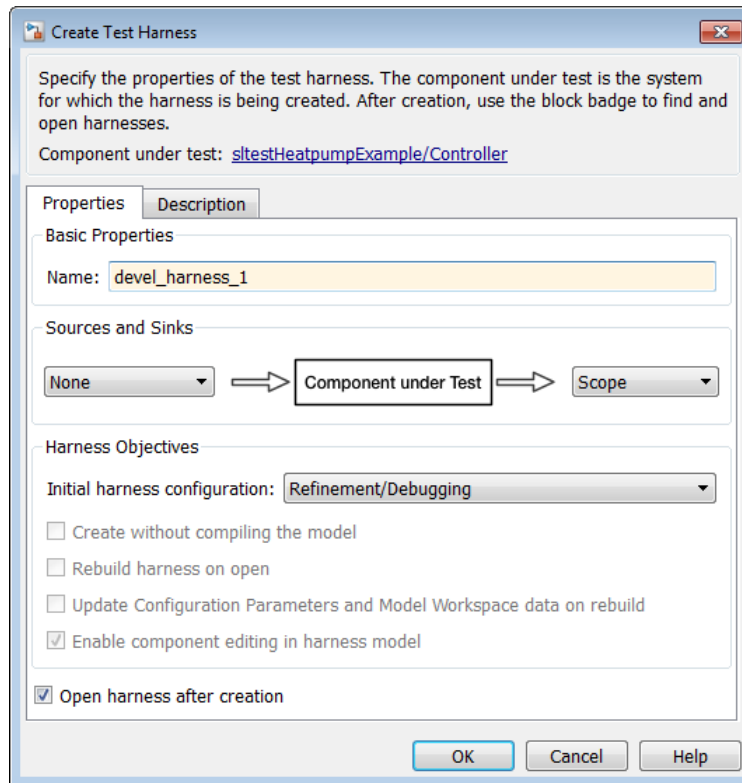 Create Test Harness
Specify the properties of the test harness. The component under test is the system
for which the harness is being created. After creation, use the block badge to find and
open harnesses.
Component under test: sltestHeatpumpExample/Controller
Properties Description
Basic Properties
Name: devel_harness_1
Sources and Sinks
None Component under Test Scope
Harness Objectives
Initial harness configuration: Refinement/Debugging
Create without compiling the model
Rebuild harness on open
Update Configuration Parameters and Model Workspace data on rebuild
Enable component editing in harness model
Open harness after creation
OK Cancel Help